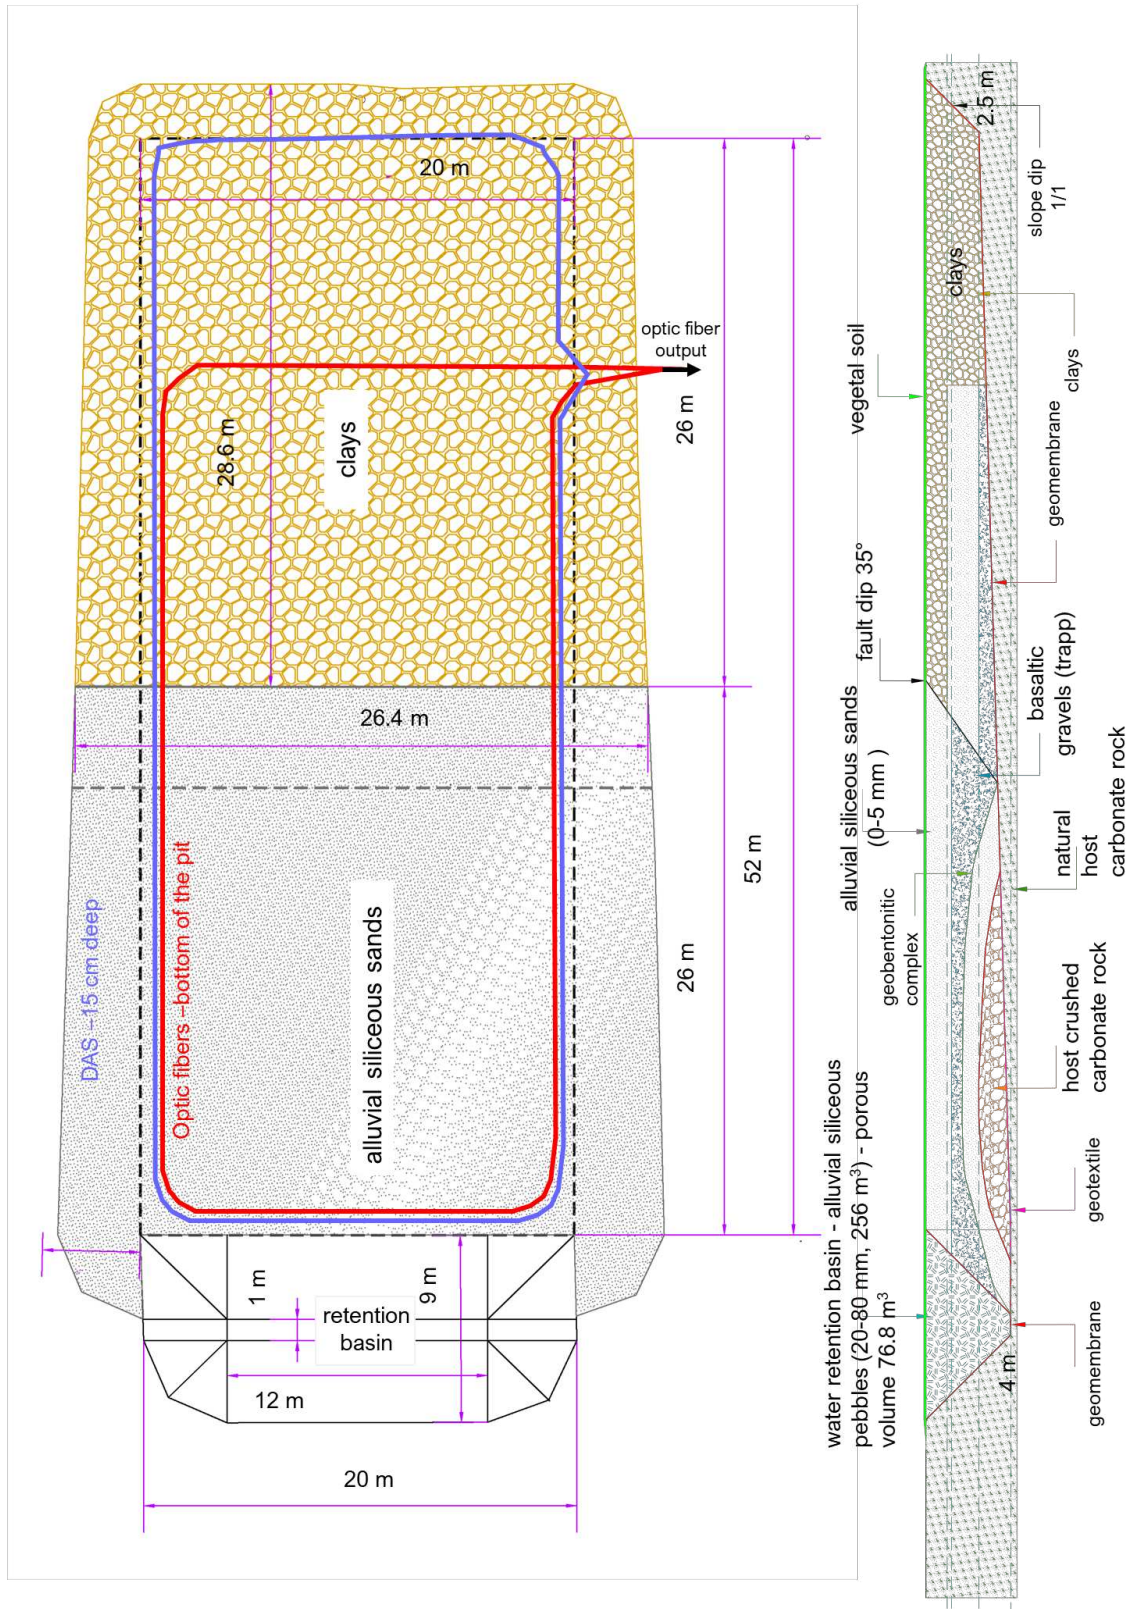 20 m
optic fiber
output
26 m
28.6 m
clays
26.4 m
52 m
DAS –15 cm deep
Optic fibers –bottom of the pit
alluvial siliceous sands
26 m
1 m
9 m
retention
basin
12 m
20 m
2.5 m
slope dip
1/1
clays
clays
vegetal soil
geomembrane
fault dip 35°
basaltic
gravels (trapp)
alluvial siliceous sands
(0-5 mm )
natural
host
carbonate rock
geobentonitic
complex
host crushed
carbonate rock
geotextile
water retention basin - alluvial siliceous
pebbles (20-80 mm, 256 m³) - porous
volume 76.8 m³
4 m
geomembrane